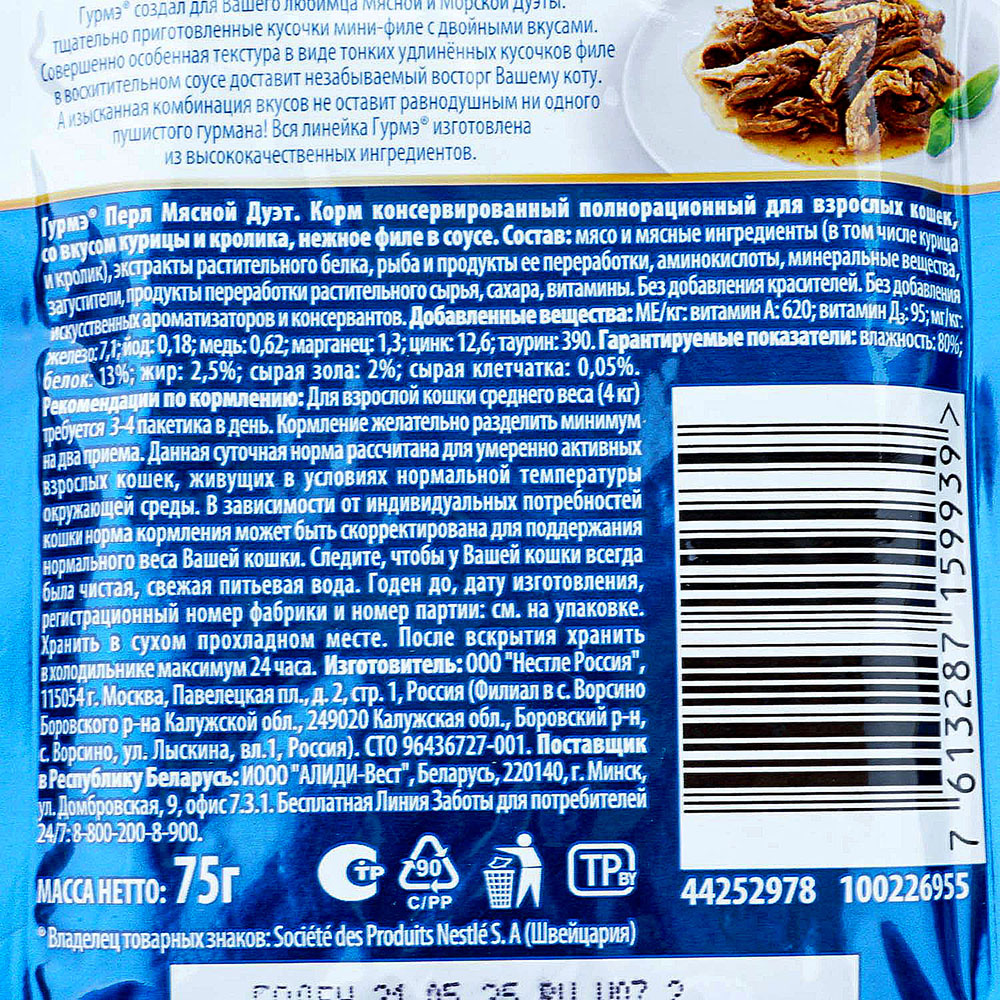 Гурмэ® создал для Вашего любимца Мясной и Морской Дуэты:
тщательно приготовленные кусочки мини-филе с двойными вкусами.
Совершенно особенная текстура в виде тонких удлинённых кусочков филе
в восхитительном соусе доставит незабываемый восторг Вашему коту.
А изысканная комбинация вкусов не оставит равнодушным ни одного
пушистого гурмана! Вся линейка Гурмэ® изготовлена
из высококачественных ингредиентов.
Гурмэ® Перл Мясной Дуэт. Корм консервированный полнорационный для взрослых кошек,
со вкусом курицы и кролика, нежное филе в соусе. Состав: мясо и мясные ингредиенты (в том числе курица
и кролик), экстракты растительного белка, рыба и продукты ее переработки, аминокислоты, минеральные вещества,
загустители, продукты переработки растительного сырья, сахара, витамины. Без добавления красителей. Без добавления
искусственных ароматизаторов и консервантов. Добавленные вещества: МЕ/кг: витамин А: 620; витамин Д3: 95; мг/кг:
железо: 7,1; йод: 0,18; медь: 0,62; марганец: 1,3; цинк: 12,6; таурин: 390. Гарантируемые показатели: влажность: 80%;
белок: 13%; жир: 2,5%; сырая зола: 2%; сырая клетчатка: 0,05%.
Рекомендации по кормлению: Для взрослой кошки среднего веса (4 кг)
требуется 3-4 пакетика в день. Кормление желательно разделить минимум
на два приема. Данная суточная норма рассчитана для умеренно активных
взрослых кошек, живущих в условиях нормальной температуры
окружающей среды. В зависимости от индивидуальных потребностей
кошки норма кормления может быть скорректирована для поддержания
нормального веса Вашей кошки. Следите, чтобы у Вашей кошки всегда
была чистая, свежая питьевая вода. Годен до, дату изготовления,
регистрационный номер фабрики и номер партии: см. на упаковке.
Хранить в сухом прохладном месте. После вскрытия хранить
в холодильнике максимум 24 часа. Изготовитель: ООО "Нестле Россия",
115054 г. Москва, Павелецкая пл., д. 2, стр. 1, Россия (Филиал в с. Ворсино
Боровского р-на Калужской обл., 249020 Калужская обл., Боровский р-н,
с. Ворсино, ул. Лыскина, вл.1, Россия). СТО 96436727-001. Поставщик
в Республику Беларусь: ИООО "АЛИДИ-Вест", Беларусь, 220140, г. Минск,
ул. Домбровская, 9, офис 7.3.1. Бесплатная Линия Заботы для потребителей
24/7: 8-800-200-8-900.
МАССА НЕТТО: 75г
ТР
90
C/PP
TP BY
7 613287 159939 >
44252978 100226955
® Владелец товарных знаков: Société des Produits Nestlé S. A (Швейцария)